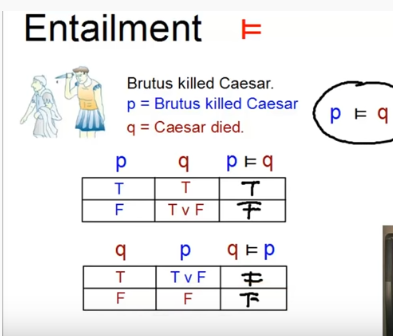 Entailment ⊨
Brutus killed Caesar.
p = Brutus killed Caesar
q = Caesar died.
p ⊨ q
p q p ⊨ q
T T T
F T v F F
q p q ⊨ p
T T v F F
F F